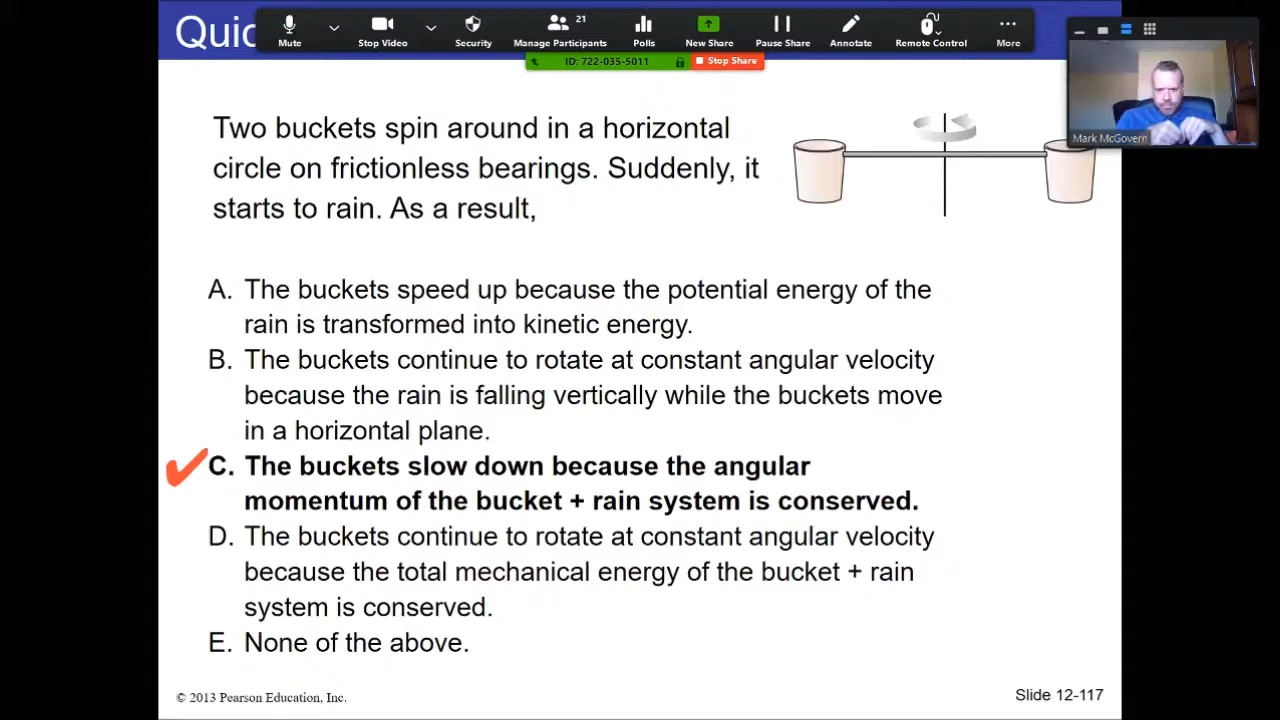 Quic
Mute
Stop Video
Security
21
Manage Participants
Polls
New Share
Pause Share
Annotate
Remote Control
More
ID: 722-035-5011
Stop Share
Mark McGovern
Two buckets spin around in a horizontal
circle on frictionless bearings. Suddenly, it
starts to rain. As a result,
A. The buckets speed up because the potential energy of the
rain is transformed into kinetic energy.
B. The buckets continue to rotate at constant angular velocity
because the rain is falling vertically while the buckets move
in a horizontal plane.
C. The buckets slow down because the angular
momentum of the bucket + rain system is conserved.
D. The buckets continue to rotate at constant angular velocity
because the total mechanical energy of the bucket + rain
system is conserved.
E. None of the above.
© 2013 Pearson Education, Inc.
Slide 12-117